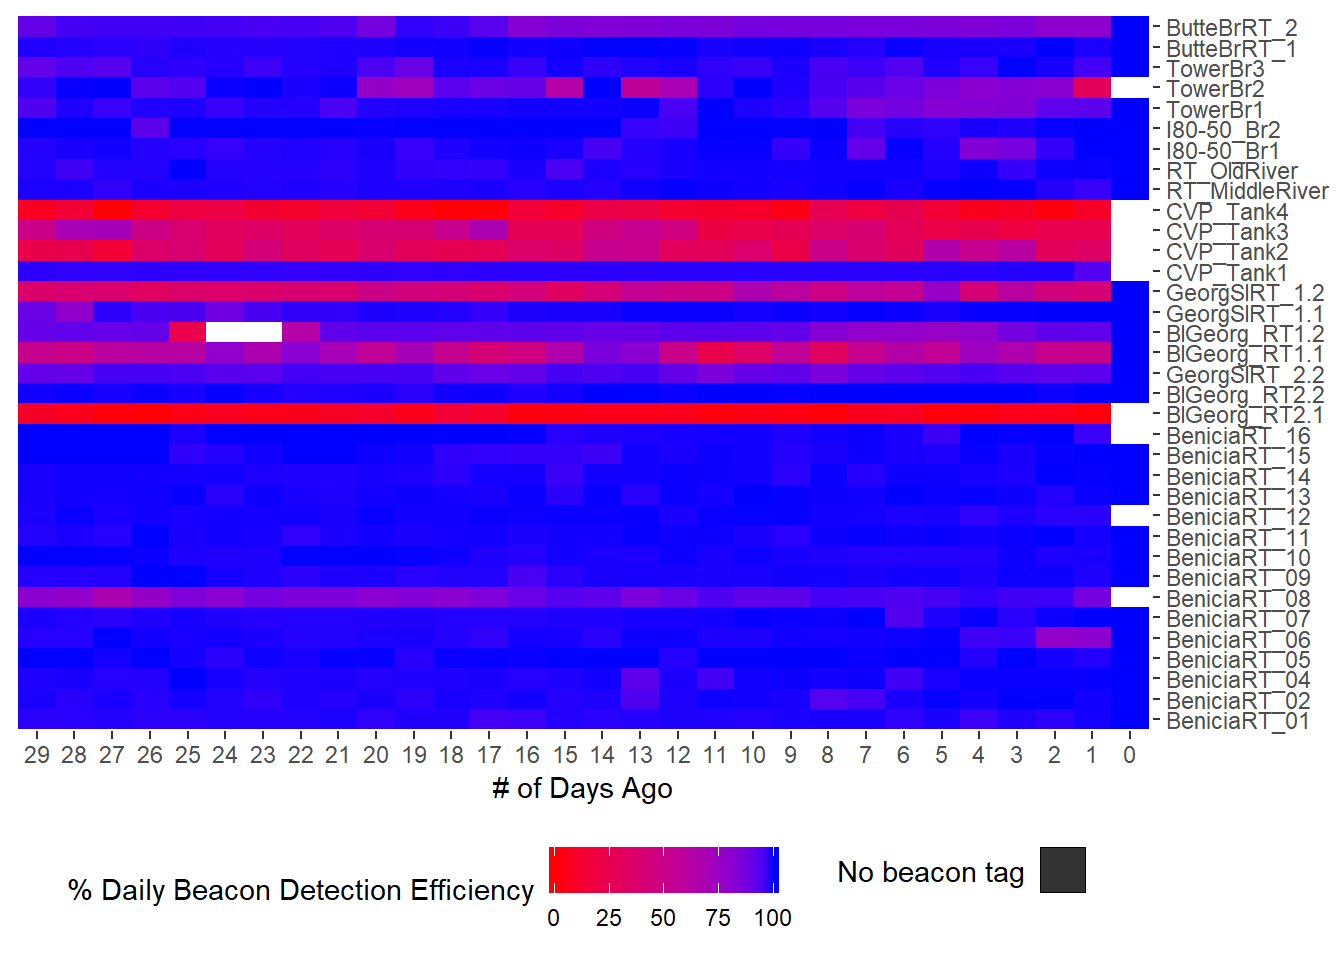 ButteBrRT_2
ButteBrRT_1
TowerBr3
TowerBr2
TowerBr1
I80-50_Br2
I80-50_Br1
RT_OldRiver
RT_MiddleRiver
CVP_Tank4
CVP_Tank3
CVP_Tank2
CVP_Tank1
GeorgSlRT_1.2
GeorgSlRT_1.1
BlGeorg_RT1.2
BlGeorg_RT1.1
GeorgSlRT_2.2
BlGeorg_RT2.2
BlGeorg_RT2.1
BeniciaRT_16
BeniciaRT_15
BeniciaRT_14
BeniciaRT_13
BeniciaRT_12
BeniciaRT_11
BeniciaRT_10
BeniciaRT_09
BeniciaRT_08
BeniciaRT_07
BeniciaRT_06
BeniciaRT_05
BeniciaRT_04
BeniciaRT_02
BeniciaRT_01
29 28 27 26 25 24 23 22 21 20 19 18 17 16 15 14 13 12 11 10 9 8 7 6 5 4 3 2 1 0
# of Days Ago
% Daily Beacon Detection Efficiency
0 25 50 75 100
No beacon tag